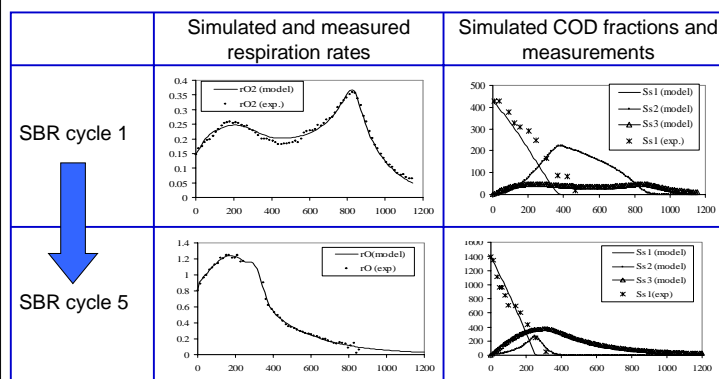 Simulated and measured
respiration rates
Simulated COD fractions and
measurements
SBR cycle 1
0.4
0.35
0.3
0.25
0.2
0.15
0.1
0.05
0
rO2 (model)
rO2 (exp.)
0 200 400 600 800 1000 1200
500
400
300
200
100
0
Ss1 (model)
Ss2 (model)
Ss3 (model)
Ss1 (exp.)
0 200 400 600 800 1000 1200
SBR cycle 5
1.4
1.2
1
0.8
0.6
0.4
0.2
0
rO(model)
rO (exp)
0 200 400 600 800 1000 1200
1600
1400
1200
1000
800
600
400
200
0
Ss1 (model)
Ss2 (model)
Ss3 (model)
Ss1(exp)
0 200 400 600 800 1000 1200